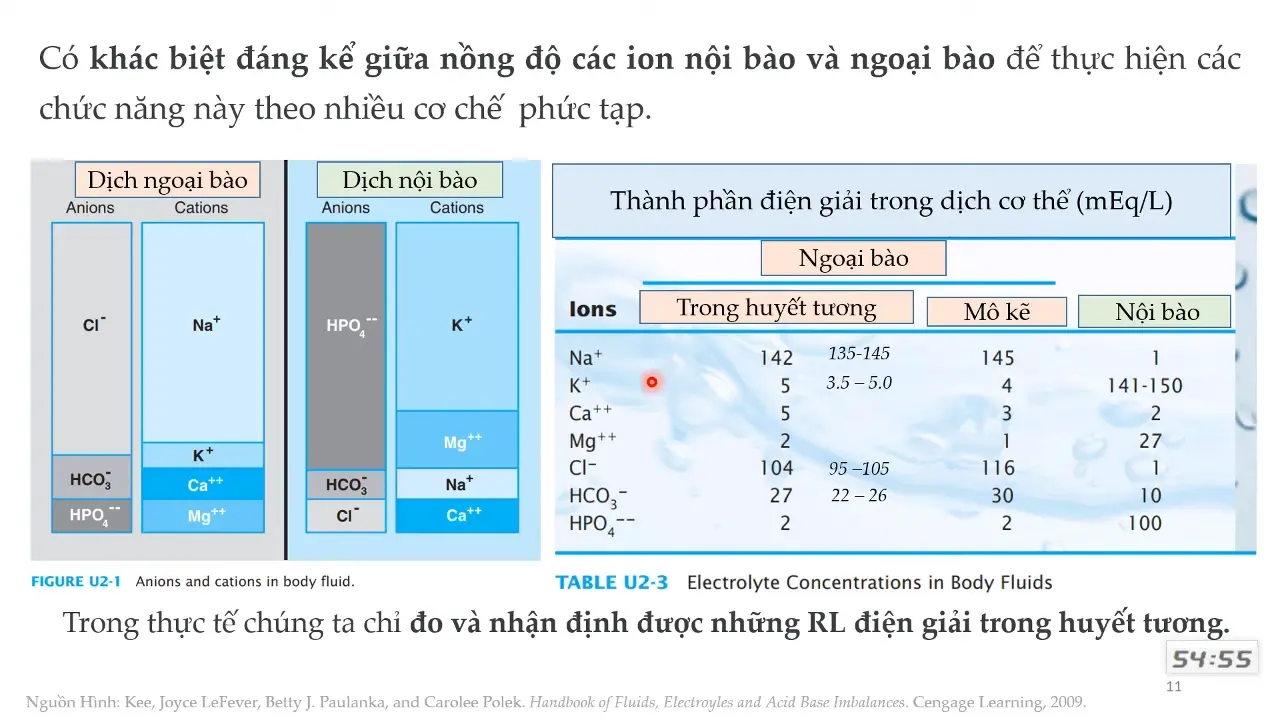 Có khác biệt đáng kể giữa nồng độ các ion nội bào và ngoại bào để thực hiện các
chức năng này theo nhiều cơ chế phức tạp.
Dịch ngoại bào
Anions Cations
Cl-
Na+
K+
HCO3-
Ca++
HPO4--
Mg++
Dịch nội bào
Anions Cations
HPO4--
K+
Mg++
HCO3-
Na+
Cl-
Ca++
FIGURE U2-1 Anions and cations in body fluid.
Thành phần điện giải trong dịch cơ thể (mEq/L)
Ngoại bào
Ions Trong huyết tương Mô kẽ Nội bào
Na+ 142 135-145 145 1
K+ 5 3.5 – 5.0 4 141-150
Ca++ 5 3 2
Mg++ 2 1 27
Cl− 104 95 –105 116 1
HCO3− 27 22 – 26 30 10
HPO4−− 2 2 100
TABLE U2-3 Electrolyte Concentrations in Body Fluids
Trong thực tế chúng ta chỉ đo và nhận định được những RL điện giải trong huyết tương.
54:55
11
Nguồn Hình: Kee, Joyce LeFever, Betty J. Paulanka, and Carolee Polek. Handbook of Fluids, Electroyles and Acid Base Imbalances. Cengage Learning, 2009.